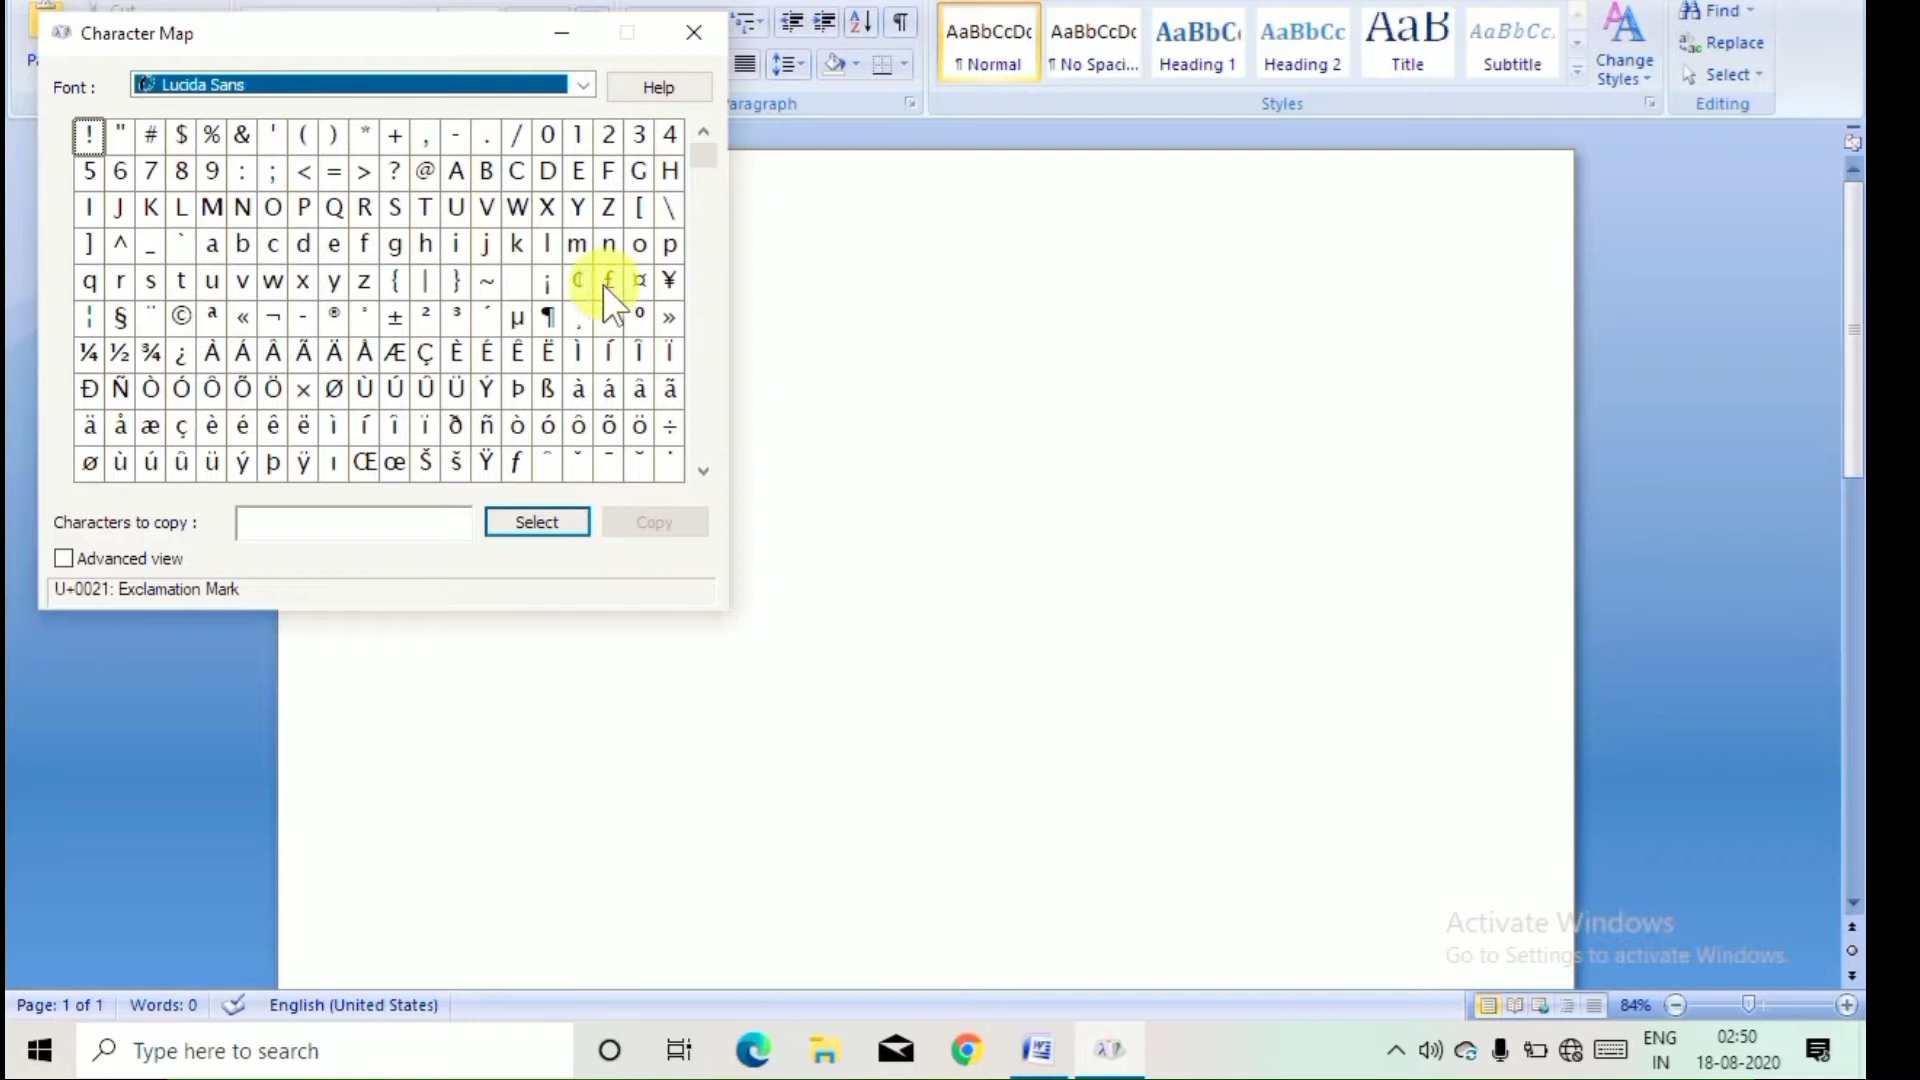 Cut
Character Map
Font :
Lucida Sans
Help
! " # $ % & ' ( ) * + , - . / 0 1 2 3 4
5 6 7 8 9 : ; < = > ? @ A B C D E F G H
I J K L M N O P Q R S T U V W X Y Z [ \
] ^ _ ` a b c d e f g h i j k l m n o p
q r s t u v w x y z { | } ~ ¡ ¢ £ ¤ ¥
¦ § ¨ © ª « ¬ - ® ° ± ² ³ ´ µ ¶ ¸ º »
¼ ½ ¾ ¿ À Á Â Ã Ä Å Æ Ç È É Ê Ë Ì Í Î Ï
Ð Ñ Ò Ó Ô Õ Ö × Ø Ù Ú Û Ü Ý Þ ß à á â ã
ä å æ ç è é ê ë ì í î ï ð ñ ò ó ô õ ö ÷
ø ù ú û ü ý þ ÿ ı Œ œ Š š Ÿ ƒ ˆ ˇ ˉ ˘ ˙
Characters to copy :
Select
Copy
Advanced view
U+0021: Exclamation Mark
aragraph
AaBbCcDc
¶ Normal
AaBbCcDc
¶ No Spaci...
AaBbC
Heading 1
AaBbCc
Heading 2
AaB
Title
AaBbCc.
Subtitle
Change
Styles
Styles
Find
Replace
Select
Editing
Activate Windows
Go to Settings to activate Windows.
Page: 1 of 1
Words: 0
English (United States)
84%
Type here to search
ENG
IN
02:50
18-08-2020